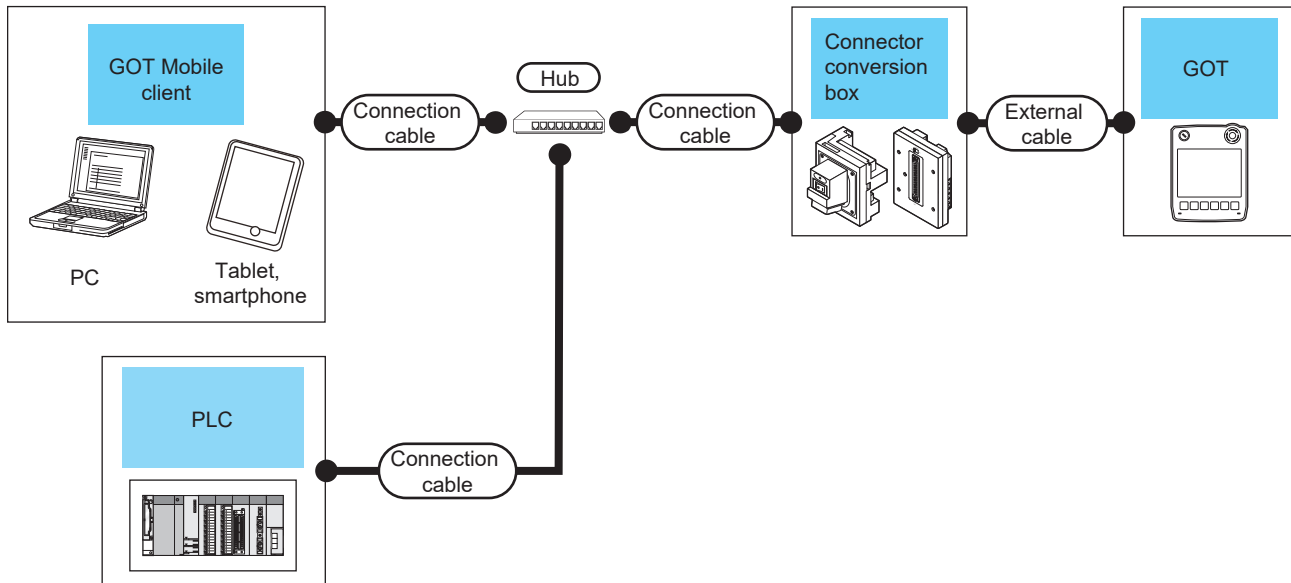 GOT Mobile
client
PC
Tablet,
smartphone
Connection
cable
Hub
Connection
cable
Connector
conversion
box
External
cable
GOT
PLC
Connection
cable